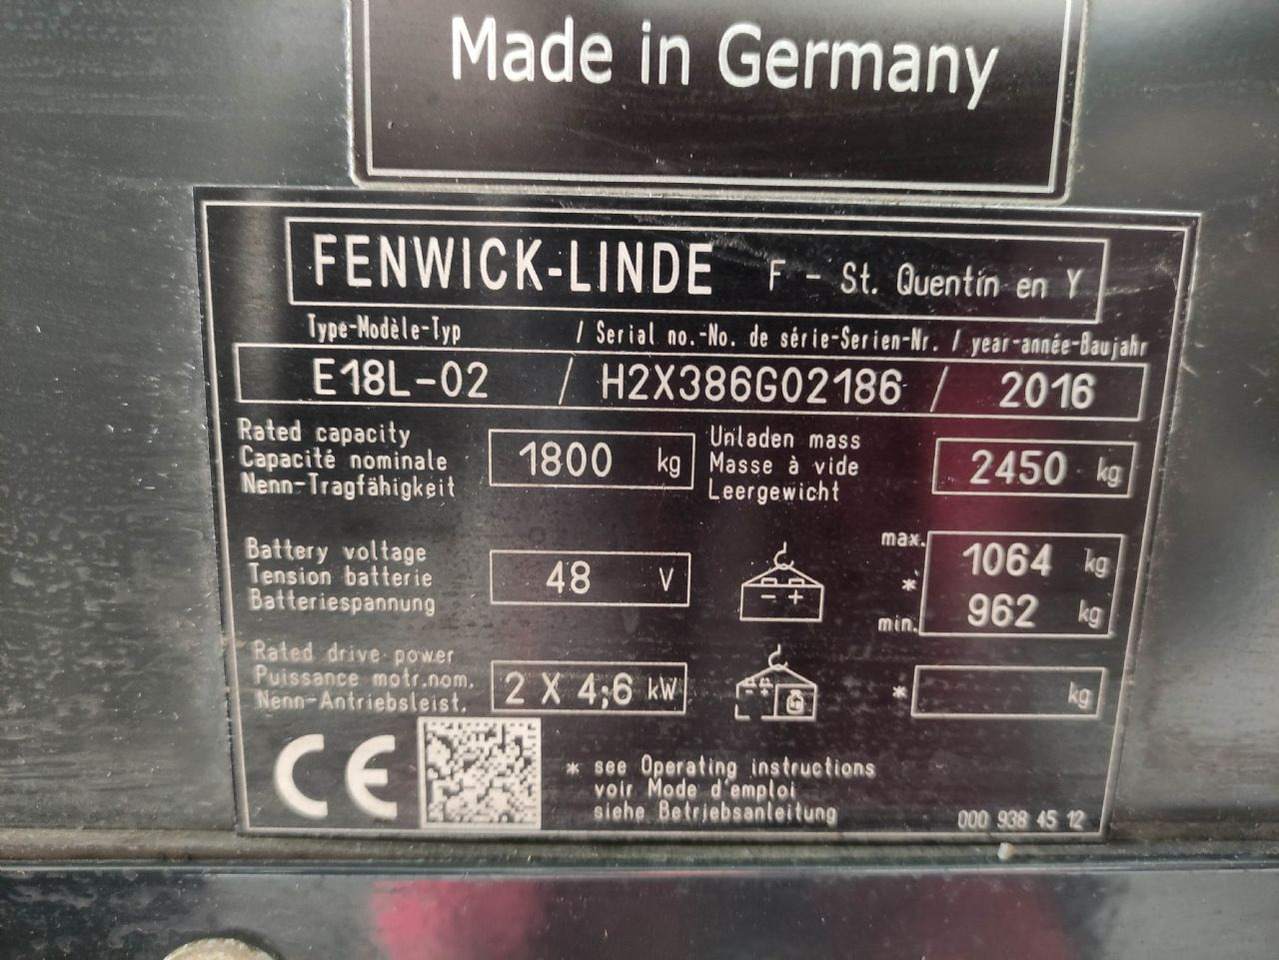 Made in Germany
FENWICK-LINDE F - St. Quentin en Y
Type-Modèle-Typ / Serial no.-No. de série-Serien-Nr. / year-année-Baujahr
E18L-02 / H2X386G02186 / 2016
Rated capacity
Capacité nominale
Nenn-Tragfähigkeit
1800 kg
Unladen mass
Masse à vide
Leergewicht
2450 kg
Battery voltage
Tension batterie
Batteriespannung
48 V
- +
max.
*
min.
1064 kg
962 kg
Rated drive power
Puissance motr.nom.
Nenn-Antriebsleist.
2 X 4,6 kW
- +
kg
* kg
CE
* see Operating instructions
voir Mode d'emploi
siehe Betriebsanleitung
000 938 45 12